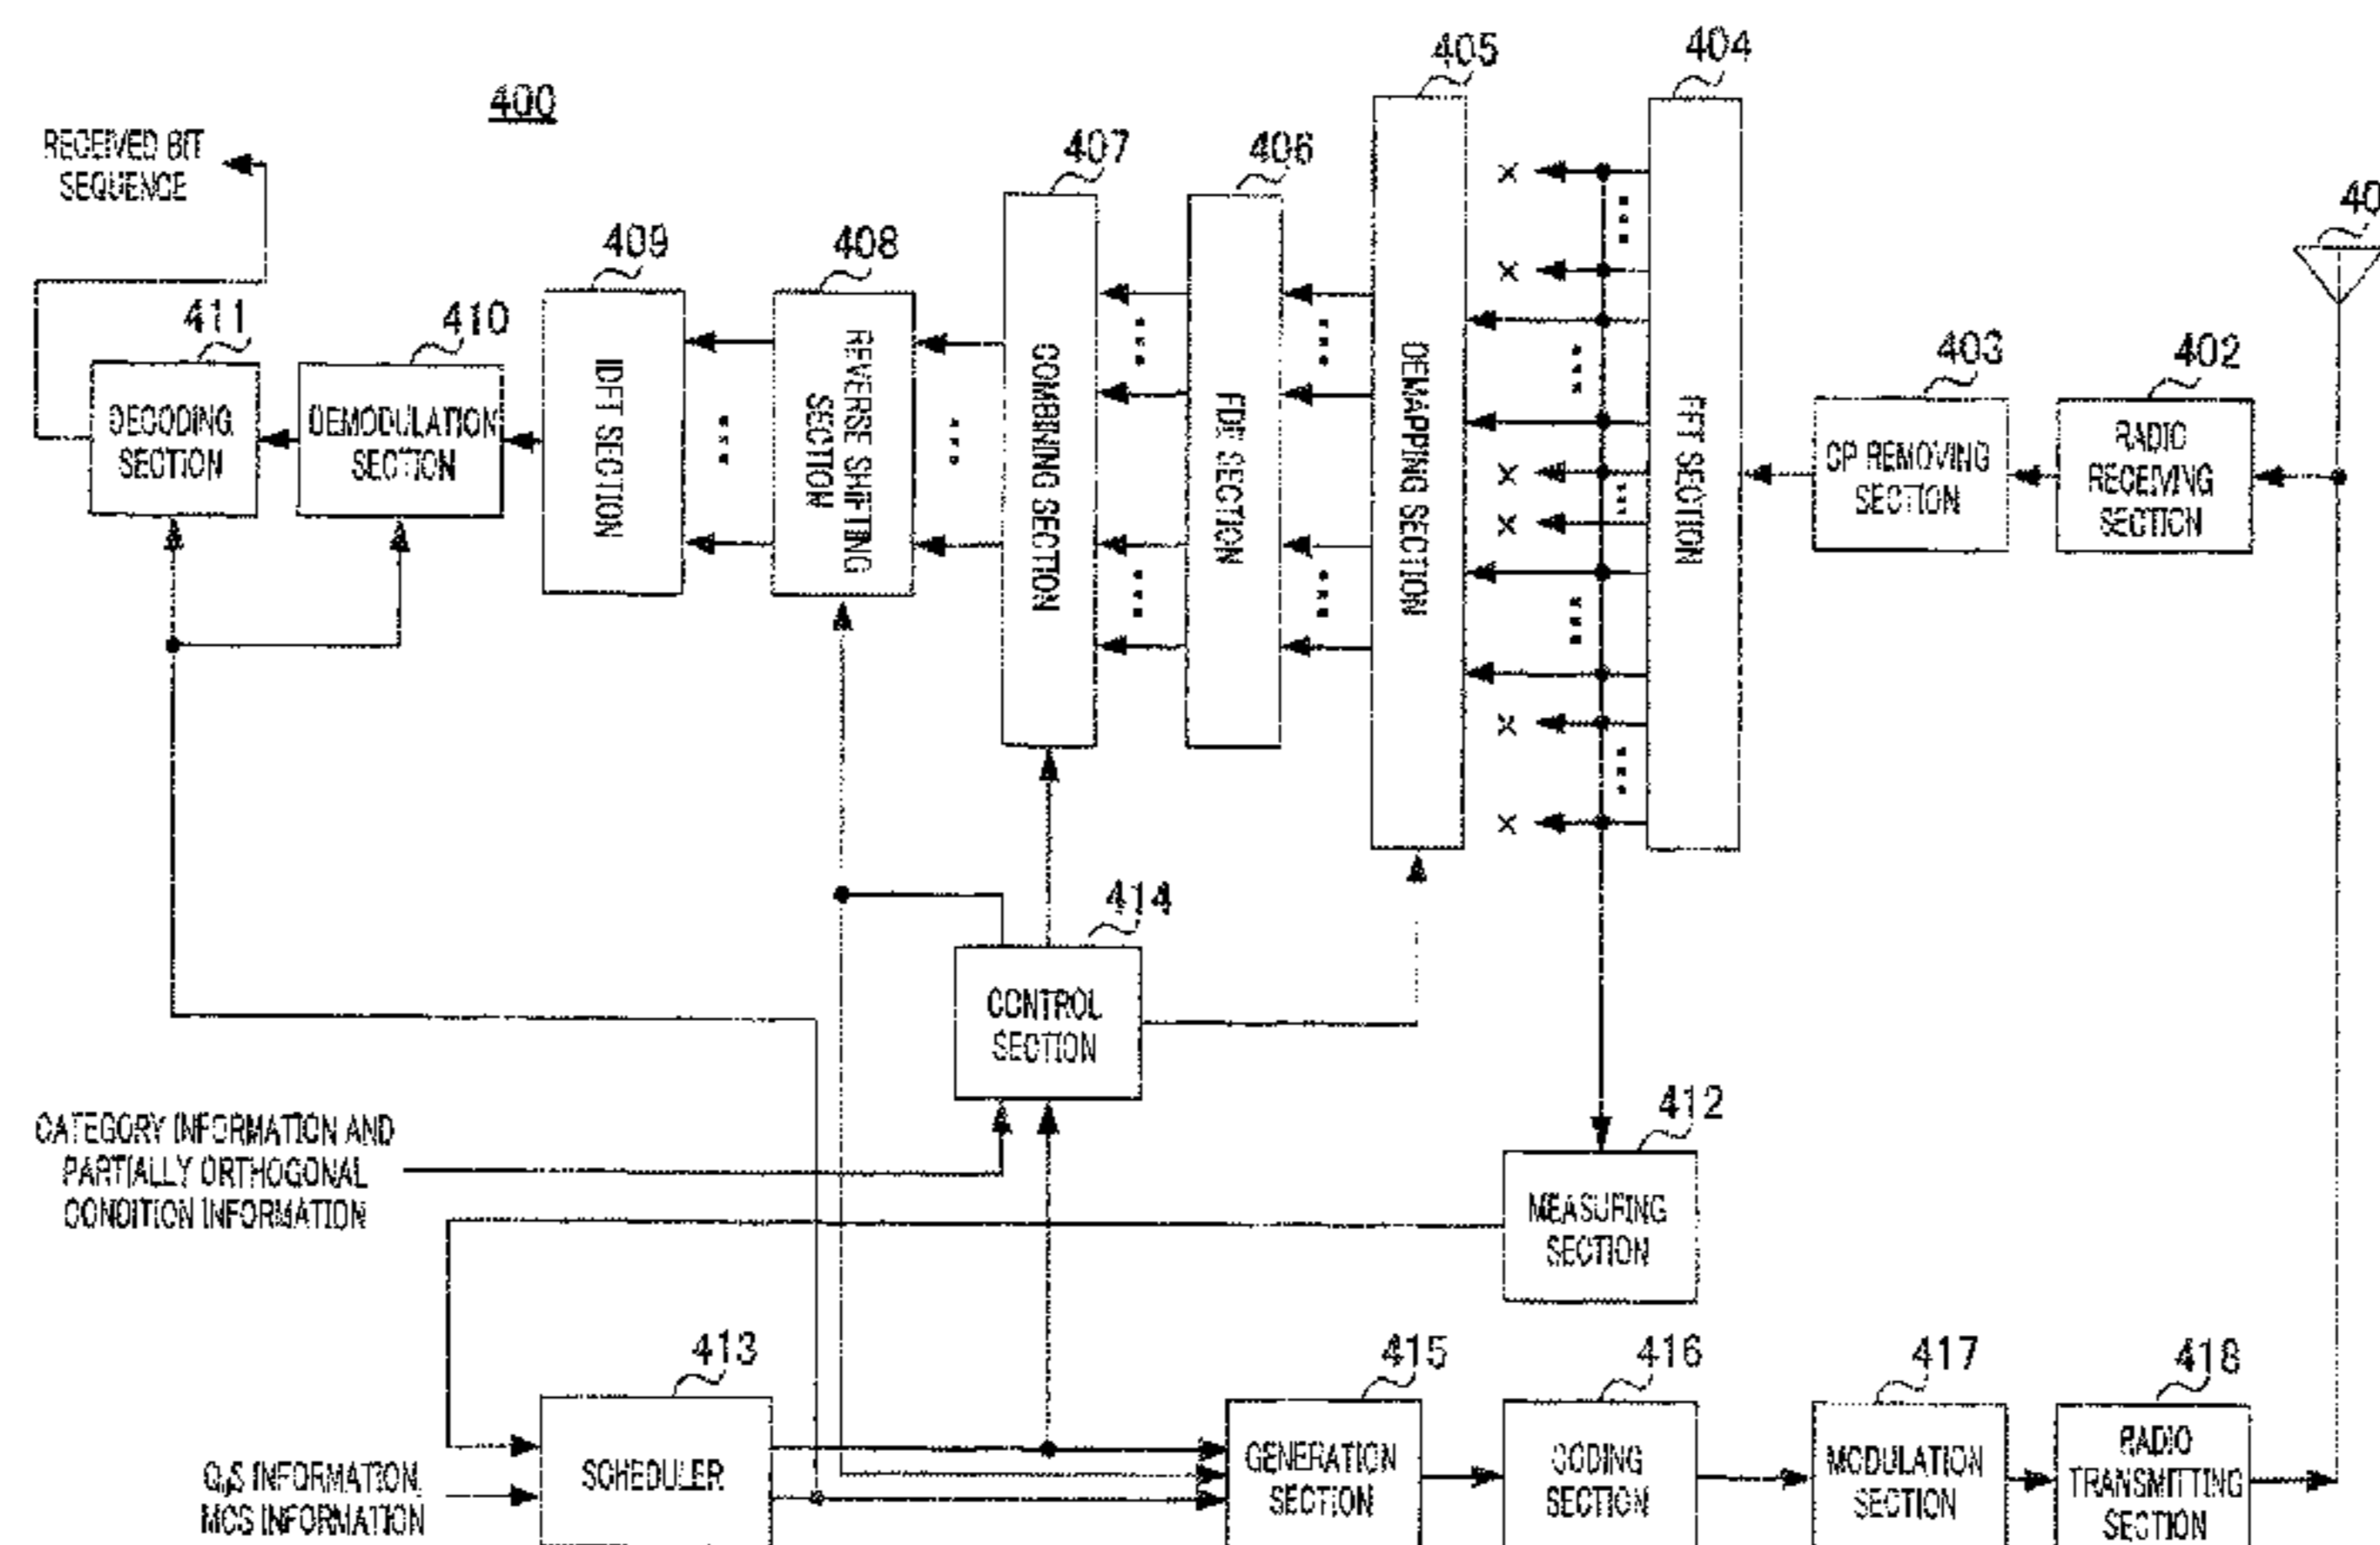 400
RECEIVED BIT
SEQUENCE
411
DECODING
SECTION
410
DEMODULATION
SECTION
409
IDFT SECTION
408
REVERSE SHIFTING
SECTION
407
COMBINING SECTION
406
FDE SECTION
405
DEMAPPING SECTION
X
X
X
X
X
X
404
FFT SECTION
403
CP REMOVING
SECTION
402
RADIO
RECEIVING
SECTION
40
414
CONTROL
SECTION
CATEGORY INFORMATION AND
PARTIALLY ORTHOGONAL
CONDITION INFORMATION
412
MEASURING
SECTION
QoS INFORMATION,
MCS INFORMATION
413
SCHEDULER
415
GENERATION
SECTION
416
CODING
SECTION
417
MODULATION
SECTION
418
RADIO
TRANSMITTING
SECTION